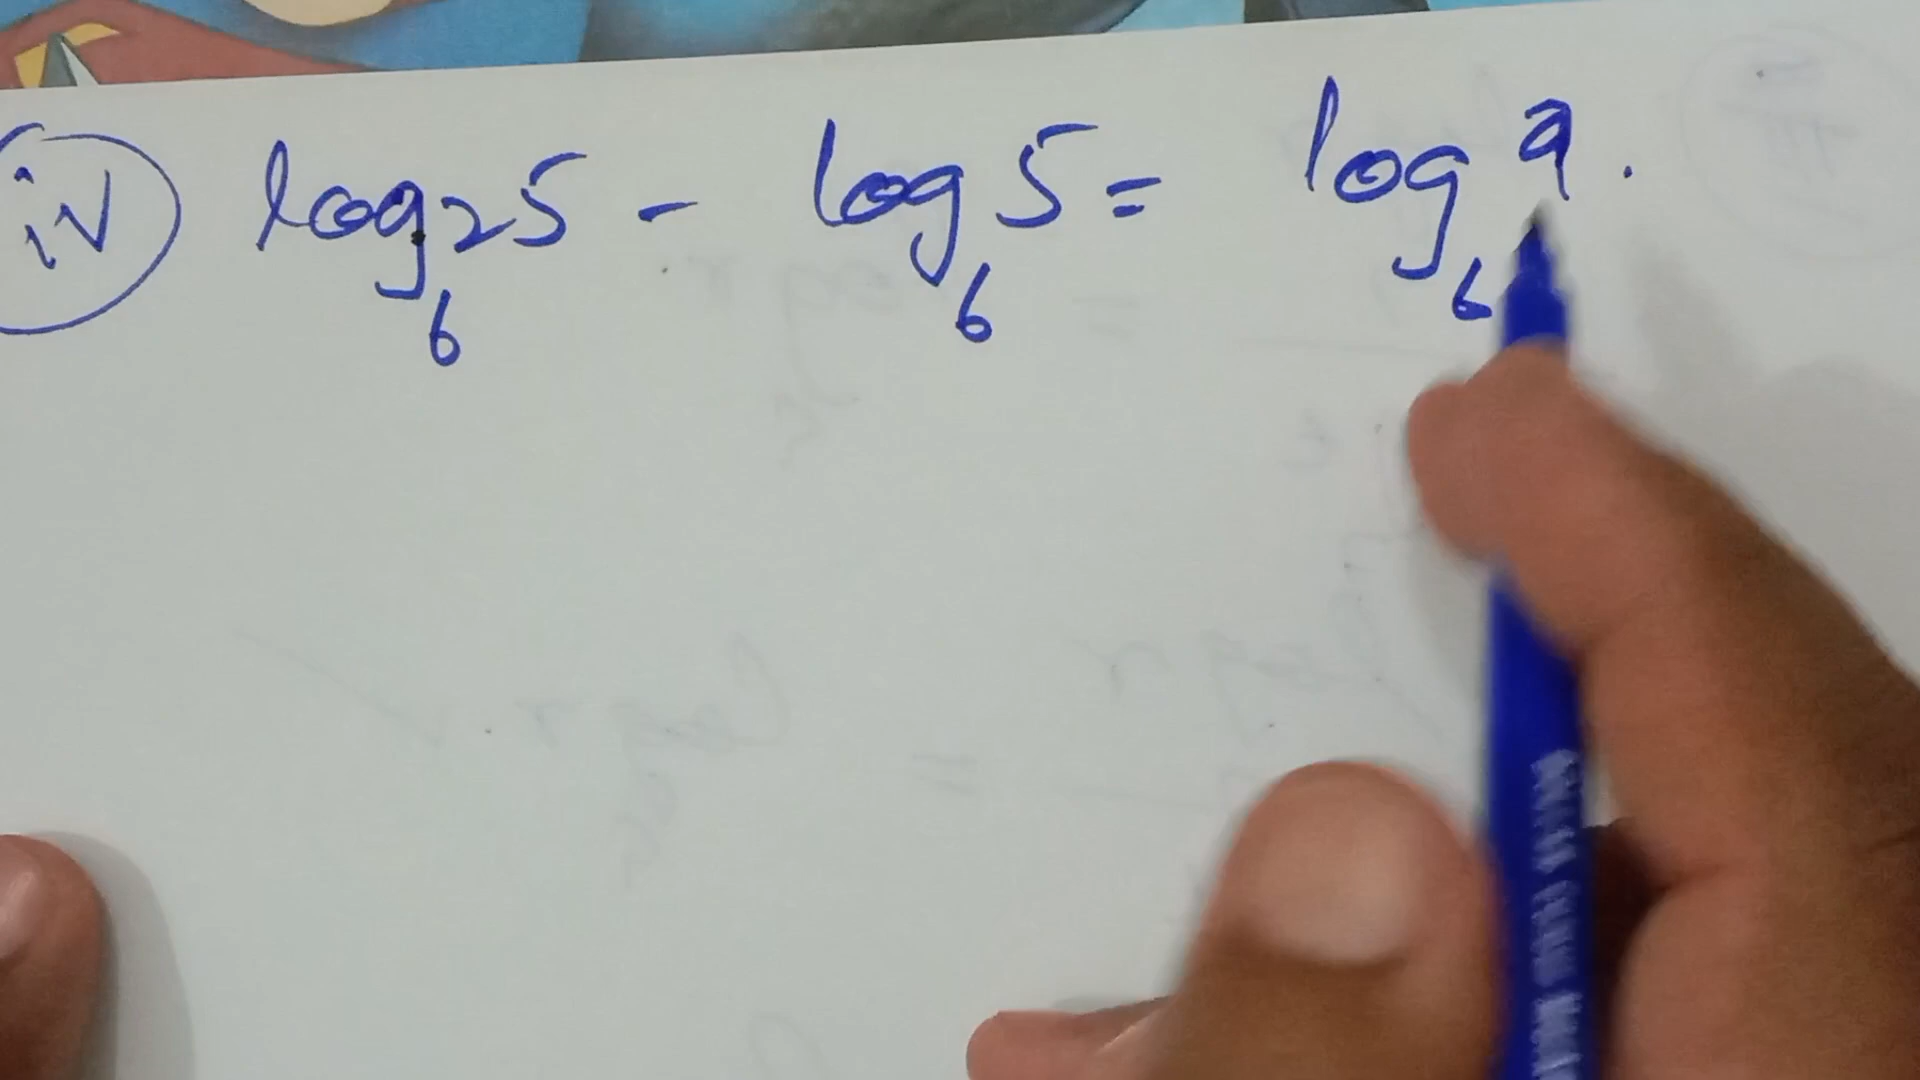 iv log₆ 25 - log₆ 5 = log₆ a.